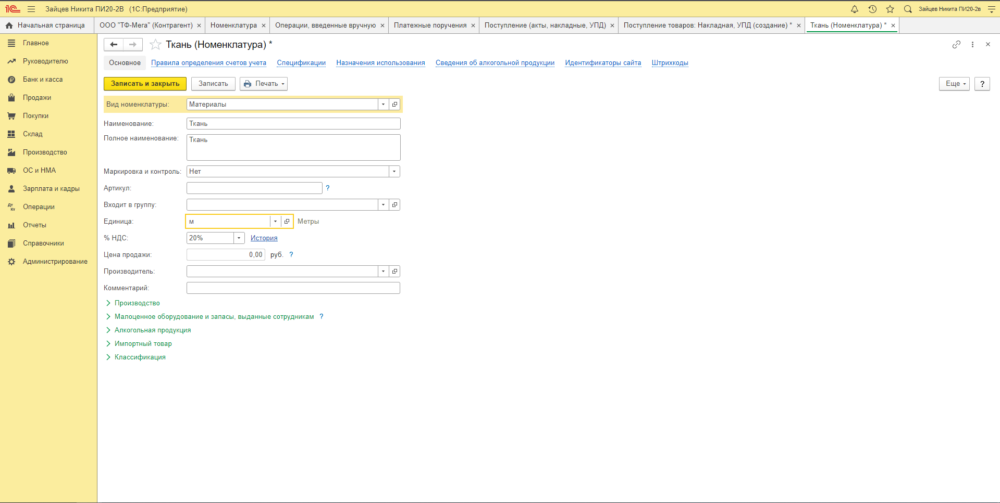 1С Зайцев Никита ПИ20-2В (1С:Предприятие) Зайцев Никита ПИ20-2в
Начальная страница ООО "ТФ-Мега" (Контрагент) × Номенклатура × Операции, введенные вручную × Платежные поручения × Поступление (акты, накладные, УПД) × Поступление товаров: Накладная, УПД (создание) * × Ткань (Номенклатура) * ×
Главное
Руководителю
Банк и касса
Продажи
Покупки
Склад
Производство
ОС и НМА
Зарплата и кадры
Дт Кт Операции
Отчеты
Справочники
Администрирование
Ткань (Номенклатура) *
Основное Правила определения счетов учета Спецификации Назначения использования Сведения об алкогольной продукции Идентификаторы сайта Штрихкоды
Записать и закрыть Записать Печать Еще ?
Вид номенклатуры: Материалы
Наименование: Ткань
Полное наименование: Ткань
Маркировка и контроль: Нет
Артикул: ?
Входит в группу:
Единица: м Метры
% НДС: 20% История
Цена продажи: 0,00 руб. ?
Производитель:
Комментарий:
Производство
Малоценное оборудование и запасы, выданные сотрудникам ?
Алкогольная продукция
Импортный товар
Классификация